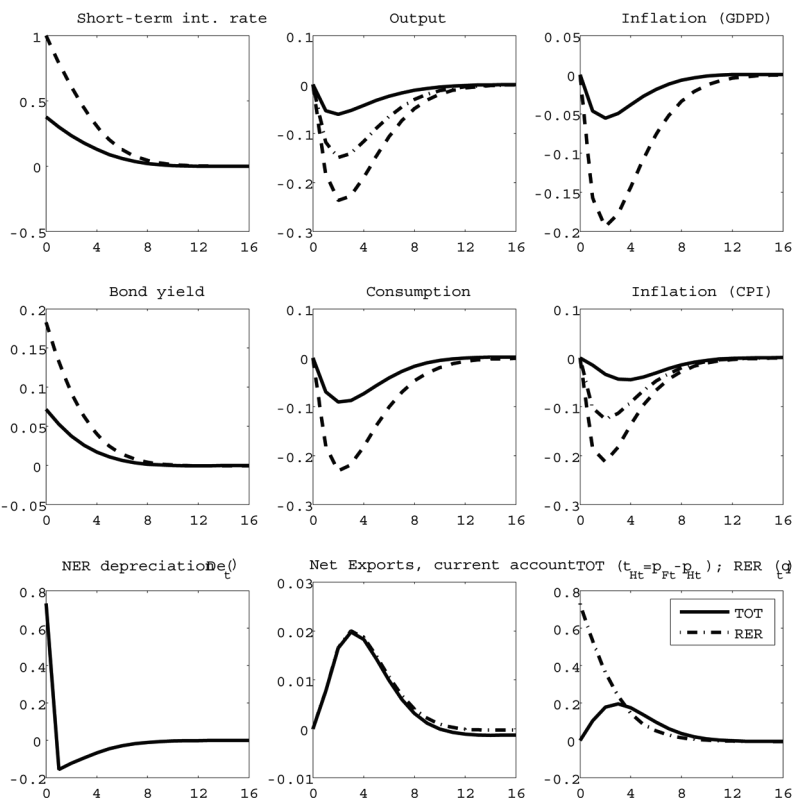 Short-term int. rate Output Inflation (GDPD)
1 0.1 0.05
0.5 0 0
0 -0.1 -0.05
-0.5 -0.2 -0.1
-0.3 -0.15
-0.2
0 4 8 12 16 0 4 8 12 16 0 4 8 12 16
Bond yield Consumption Inflation (CPI)
0.2 0.1 0.1
0.15 0 0
0.1 -0.1 -0.1
0.05 -0.2 -0.2
0 -0.3 -0.3
-0.05
0 4 8 12 16 0 4 8 12 16 0 4 8 12 16
NER depreciation Net Exports, current account TOT (tHt=pFt-pHt); RER (qt
0.8 0.03 0.8
0.6 0.02 0.6
0.4 0.01 0.4
0.2 0 0.2
0 -0.01 0
-0.2 -0.2
TOT
RER
0 4 8 12 16 0 4 8 12 16 0 4 8 12 16